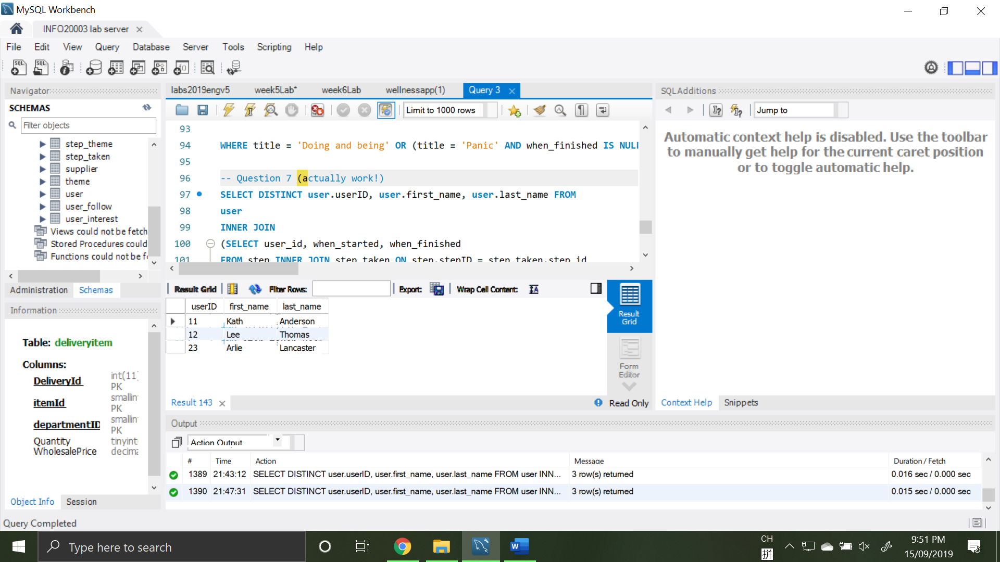 MySQL Workbench
INFO20003 lab server
File Edit View Query Database Server Tools Scripting Help
Navigator
SCHEMAS
Filter objects
step_theme
step_taken
supplier
theme
user
user_follow
user_interest
Views could not be fetch
Stored Procedures could
Functions could not be f
Administration Schemas
Information
Table: deliveryitem
Columns:
DeliveryId int(11)
PK
itemId smallin
PK
departmentID smallin
PK
Quantity tinyint
WholesalePrice decima
Object Info Session
Query Completed
labs2019engv5 week5Lab* week6Lab wellnessapp(1) Query 3
Limit to 1000 rows
93
94 WHERE title = 'Doing and being' OR (title = 'Panic' AND when_finished IS NULL
95
96 -- Question 7 (actually work!)
97 SELECT DISTINCT user.userID, user.first_name, user.last_name FROM
98 user
99 INNER JOIN
100 (SELECT user_id, when_started, when_finished
101 FROM step INNER JOIN step_taken ON step.stepID = step_taken.step_id
Result Grid Filter Rows: Export: Wrap Cell Content: IA
userID first_name last_name
11 Kath Anderson
12 Lee Thomas
23 Arlie Lancaster
Result Grid
Form Editor
Result 143 Read Only
SQLAdditions
Jump to
Automatic context help is disabled. Use the toolbar
to manually get help for the current caret position
or to toggle automatic help.
Context Help Snippets
Output
Action Output
# Time Action Message Duration / Fetch
1389 21:43:12 SELECT DISTINCT user.userID, user.first_name, user.last_name FROM user INN... 3 row(s) returned 0.016 sec / 0.000 sec
1390 21:47:31 SELECT DISTINCT user.userID, user.first_name, user.last_name FROM user INN... 3 row(s) returned 0.015 sec / 0.000 sec
Type here to search
CH
拼
9:51 PM
15/09/2019